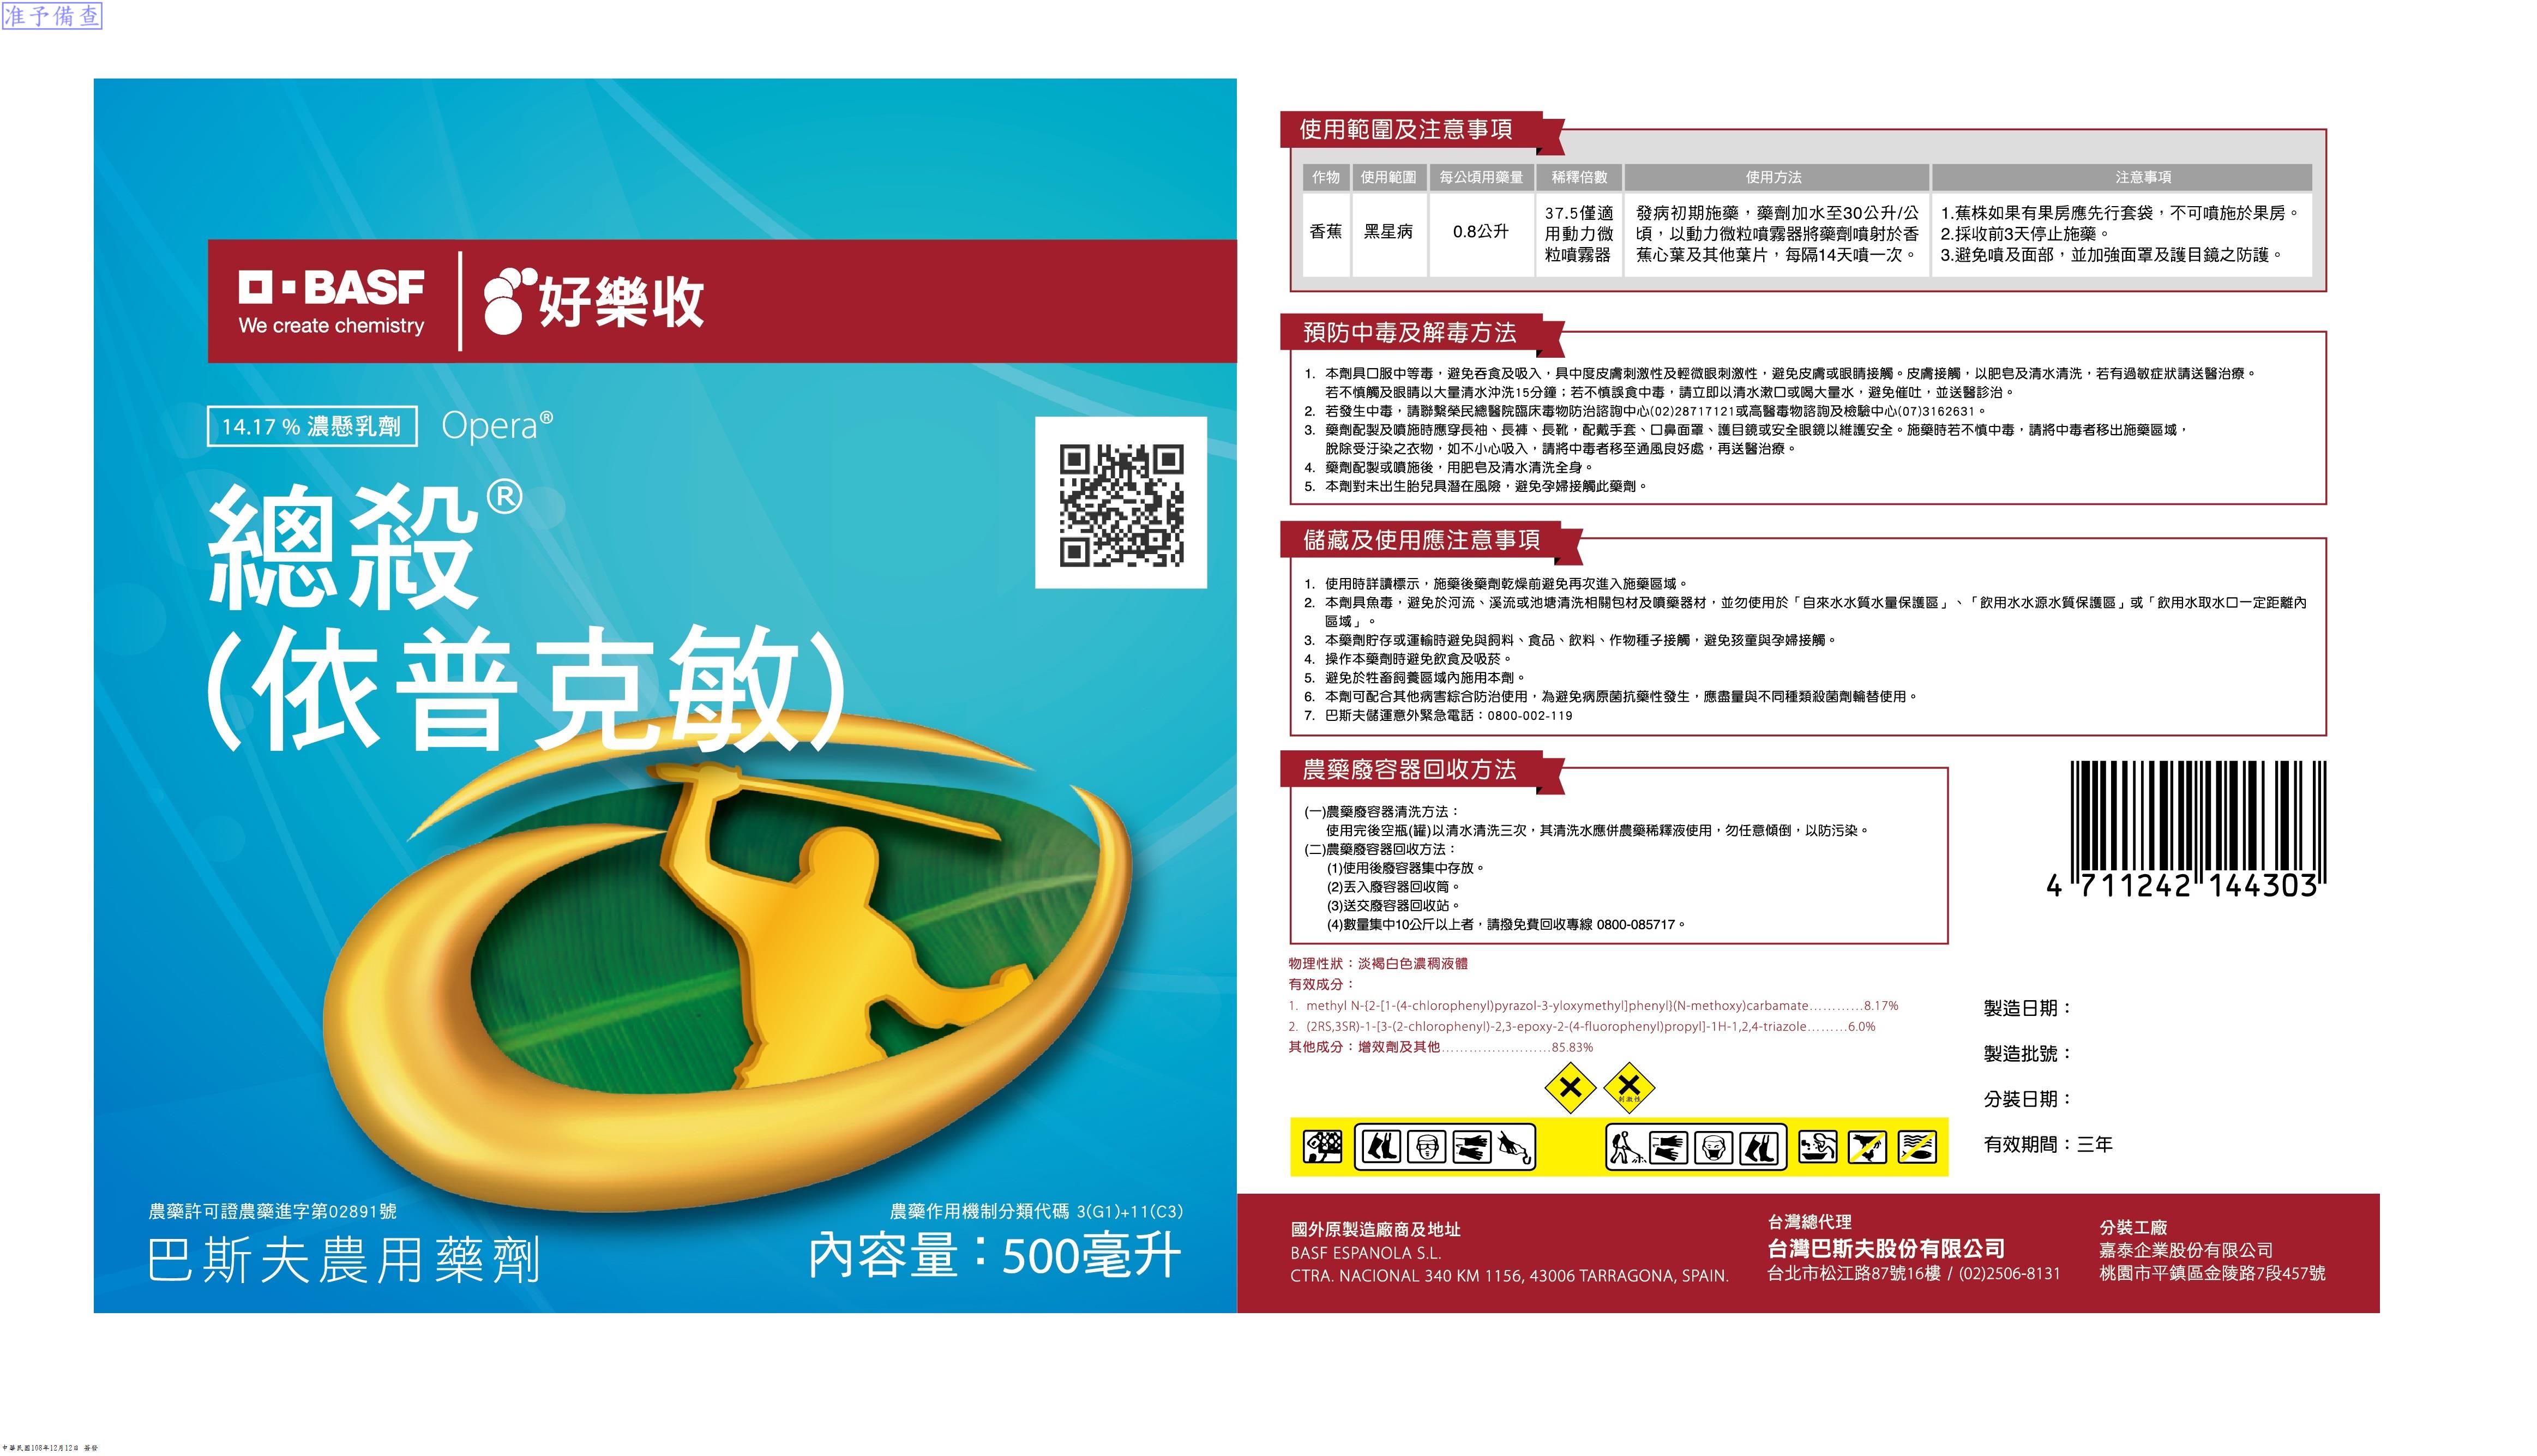 准予備查
BASF
We create chemistry
好樂收
14.17 % 濃懸乳劑
Opera®
總殺®
(依普克敏)
農藥許可證農藥進字第02891號
巴斯夫農用藥劑
農藥作用機制分類代碼 3(G1)+11(C3)
內容量：500毫升
使用範圍及注意事項
作物 使用範圍 每公頃用藥量 稀釋倍數 使用方法 注意事項
香蕉
黑星病
0.8公升
37.5僅適
用動力微
粒噴霧器
發病初期施藥，藥劑加水至30公升/公
頃，以動力微粒噴霧器將藥劑噴射於香
蕉心葉及其他葉片，每隔14天噴一次。
1.蕉株如果有果房應先行套袋，不可噴施於果房。
2.採收前3天停止施藥。
3.避免噴及面部，並加強面罩及護目鏡之防護。
預防中毒及解毒方法
1. 本劑具口服中等毒，避免吞食及吸入，具中度皮膚刺激性及輕微眼刺激性，避免皮膚或眼睛接觸。皮膚接觸，以肥皂及清水清洗，若有過敏症狀請送醫治療。
若不慎觸及眼睛以大量清水沖洗15分鐘；若不慎誤食中毒，請立即以清水漱口或喝大量水，避免催吐，並送醫診治。
2. 若發生中毒，請聯繫榮民總醫院臨床毒物防治諮詢中心(02)28717121或高醫毒物諮詢及檢驗中心(07)3162631。
3. 藥劑配製及噴施時應穿長袖、長褲、長靴，配戴手套、口鼻面罩、護目鏡或安全眼鏡以維護安全。施藥時若不慎中毒，請將中毒者移出施藥區域，
脫除受汙染之衣物，如不小心吸入，請將中毒者移至通風良好處，再送醫治療。
4. 藥劑配製或噴施後，用肥皂及清水清洗全身。
5. 本劑對未出生胎兒具潛在風險，避免孕婦接觸此藥劑。
儲藏及使用應注意事項
1. 使用時詳讀標示，施藥後藥劑乾燥前避免再次進入施藥區域。
2. 本劑具魚毒，避免於河流、溪流或池塘清洗相關包材及噴藥器材，並勿使用於「自來水水質水量保護區」、「飲用水水源水質保護區」或「飲用水取水口一定距離內
區域」。
3. 本藥劑貯存或運輸時避免與飼料、食品、飲料、作物種子接觸，避免孩童與孕婦接觸。
4. 操作本藥劑時避免飲食及吸菸。
5. 避免於牲畜飼養區域內施用本劑。
6. 本劑可配合其他病害綜合防治使用，為避免病原菌抗藥性發生，應盡量與不同種類殺菌劑輪替使用。
7. 巴斯夫儲運意外緊急電話：0800-002-119
農藥廢容器回收方法
(一)農藥廢容器清洗方法：
使用完後空瓶(罐)以清水清洗三次，其清洗水應併農藥稀釋液使用，勿任意傾倒，以防污染。
(二)農藥廢容器回收方法：
(1)使用後廢容器集中存放。
(2)丟入廢容器回收筒。
(3)送交廢容器回收站。
(4)數量集中10公斤以上者，請撥免費回收專線 0800-085717。
4 711242 144303
物理性狀：淡褐白色濃稠液體
有效成分：
1. methyl N-{2-[1-(4-chlorophenyl)pyrazol-3-yloxymethyl]phenyl}(N-methoxy)carbamate............8.17%
2. (2RS,3SR)-1-[3-(2-chlorophenyl)-2,3-epoxy-2-(4-fluorophenyl)propyl]-1H-1,2,4-triazole.........6.0%
其他成分：增效劑及其他........................85.83%
刺激性
製造日期：
製造批號：
分裝日期：
有效期間：三年
國外原製造廠商及地址
BASF ESPANOLA S.L.
CTRA. NACIONAL 340 KM 1156, 43006 TARRAGONA, SPAIN.
台灣總代理
台灣巴斯夫股份有限公司
台北市松江路87號16樓 / (02)2506-8131
分裝工廠
嘉泰企業股份有限公司
桃園市平鎮區金陵路7段457號
中華民國108年12月12日 簽發